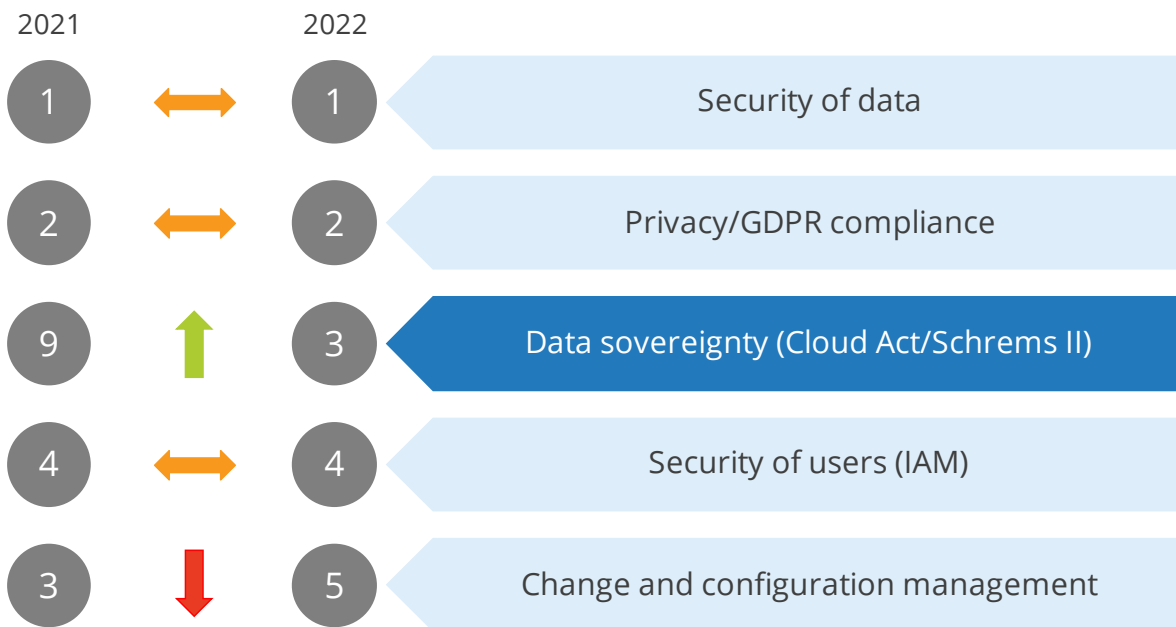 2021 2022
1 1 Security of data
2 2 Privacy/GDPR compliance
9 3 Data sovereignty (Cloud Act/Schrems II)
4 4 Security of users (IAM)
3 5 Change and configuration management